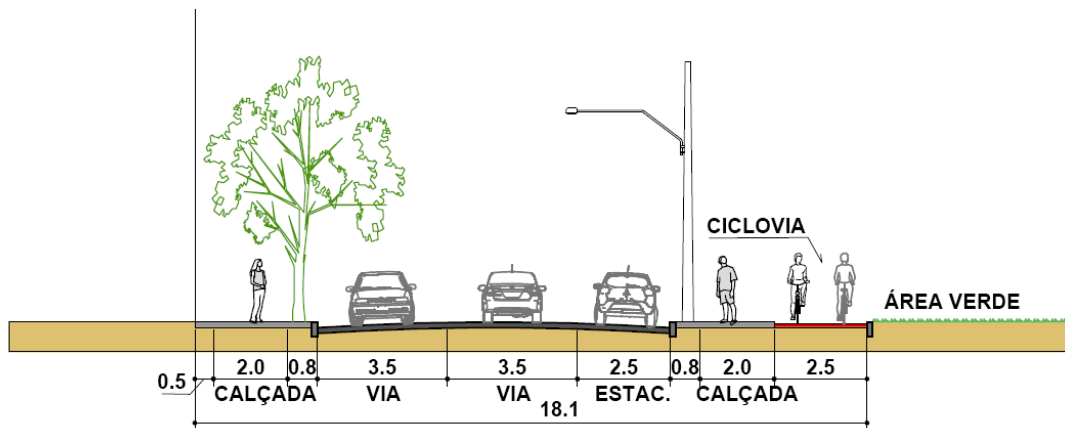 CICLOVIA
ÁREA VERDE
2.0 0.8 3.5 3.5 2.5 0.8 2.0 2.5
0.5
CALÇADA VIA VIA ESTAC. CALÇADA
18.1